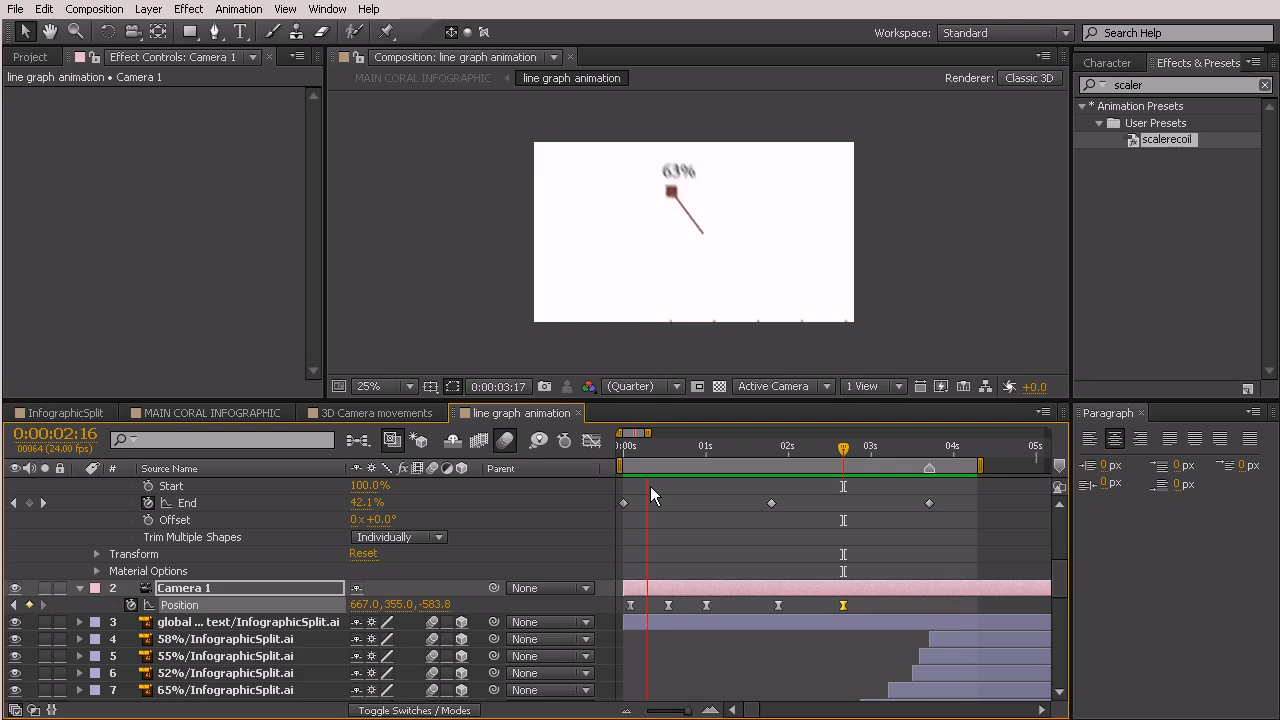 File Edit Composition Layer Effect Animation View Window Help
Workspace: Standard
Search Help
Project Effect Controls: Camera 1
Composition: line graph animation
Character Effects & Presets
line graph animation • Camera 1
MAIN CORAL INFOGRAPHIC line graph animation
Renderer: Classic 3D
scaler
* Animation Presets
User Presets
scalerecoil
63%
25% 0:00:03:17 (Quarter) Active Camera 1 View +0.0
InfographicSplit MAIN CORAL INFOGRAPHIC 3D Camera movements line graph animation
Paragraph
0:00:02:16
00064 (24.00 fps)
0:00s 01s 02s 03s 04s 05s
# Source Name Parent
Start 100.0%
End 42.1%
Offset 0x+0.0°
Trim Multiple Shapes Individually
Transform Reset
Material Options
2 Camera 1 None
Position 667.0, 355.0, -583.8
3 global ... text/InfographicSplit.ai None
4 58%/InfographicSplit.ai None
5 55%/InfographicSplit.ai None
6 52%/InfographicSplit.ai None
7 65%/InfographicSplit.ai None
Toggle Switches / Modes
0 px 0 px 0 px
0 px 0 px